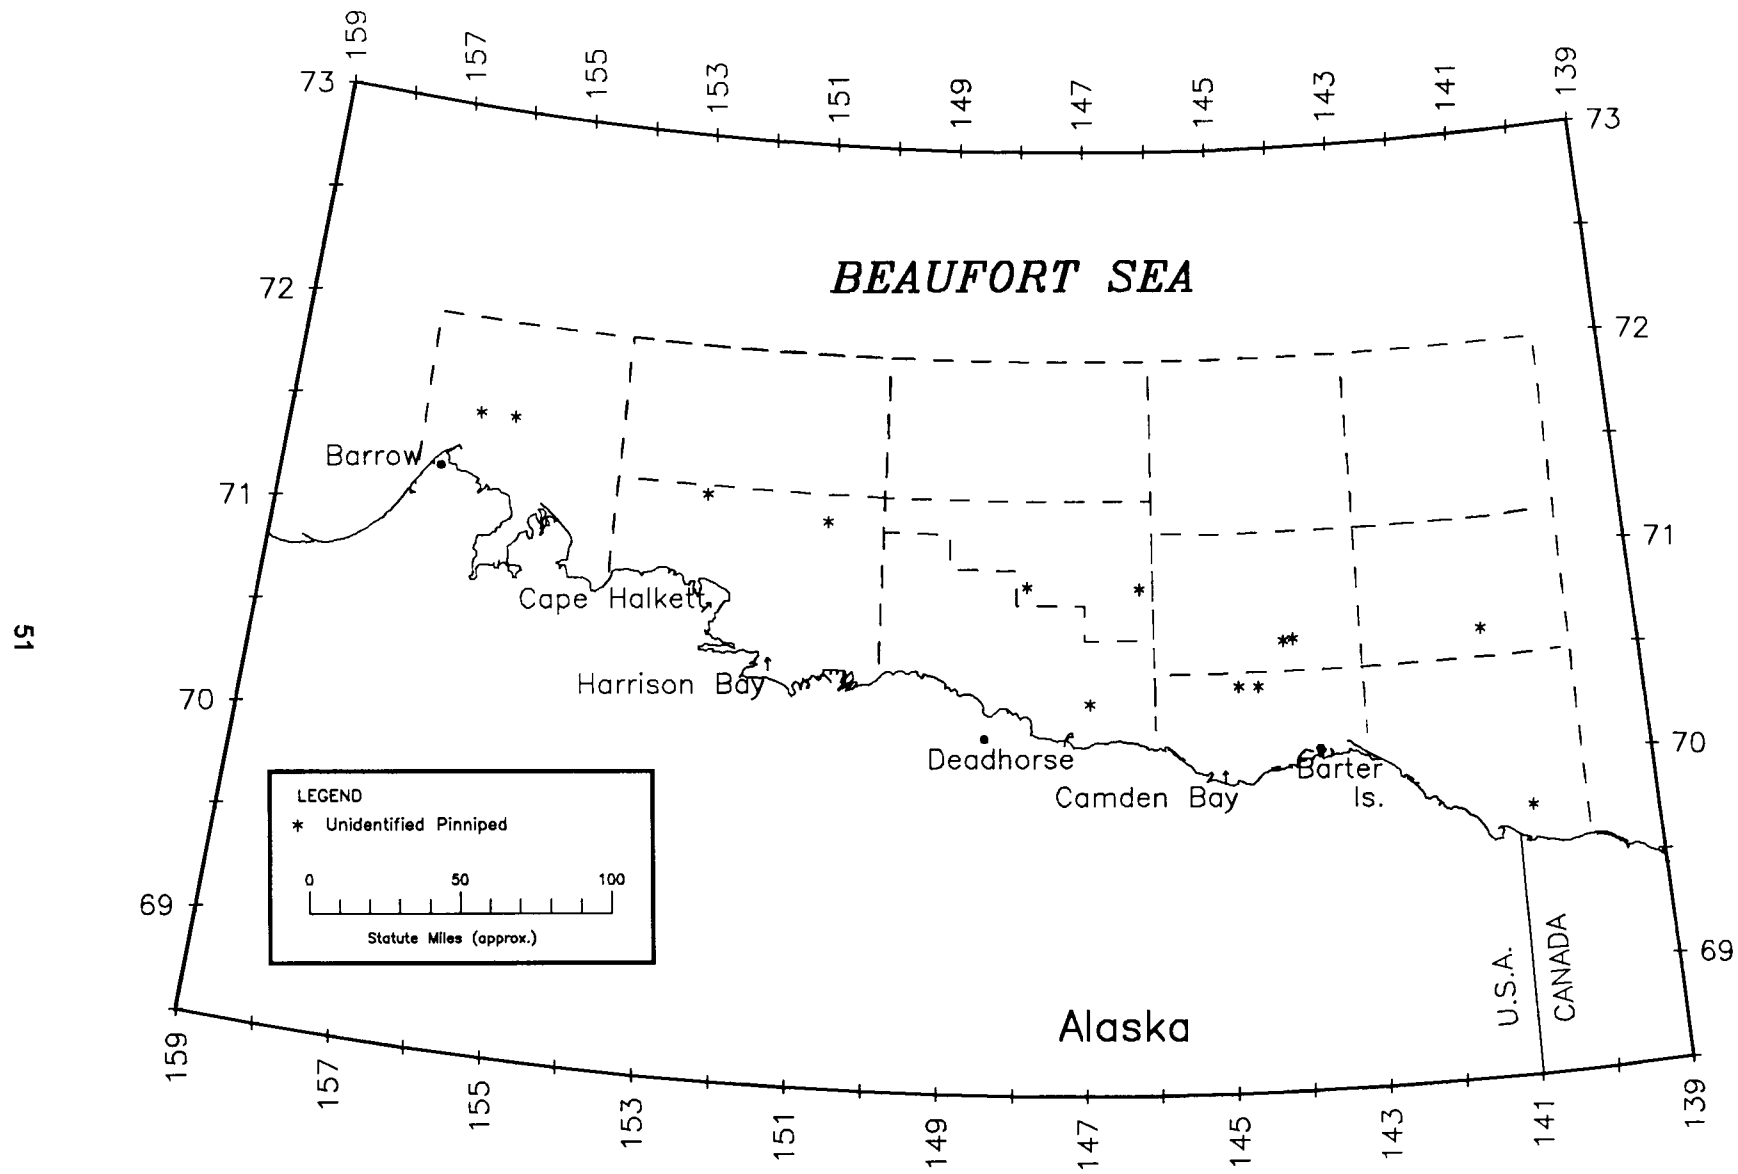 159
157
155
153
151
149
147
145
143
141
139
73
73
BEAUFORT SEA
72
72
Barrow
71
71
Cape Halkett
51
Harrison Bay
70
70
Deadhorse
Barter
Is.
Camden Bay
LEGEND
* Unidentified Pinniped
0 50 100
Statute Miles (approx.)
69
69
U.S.A.
CANADA
Alaska
159
157
155
153
151
149
147
145
143
141
139